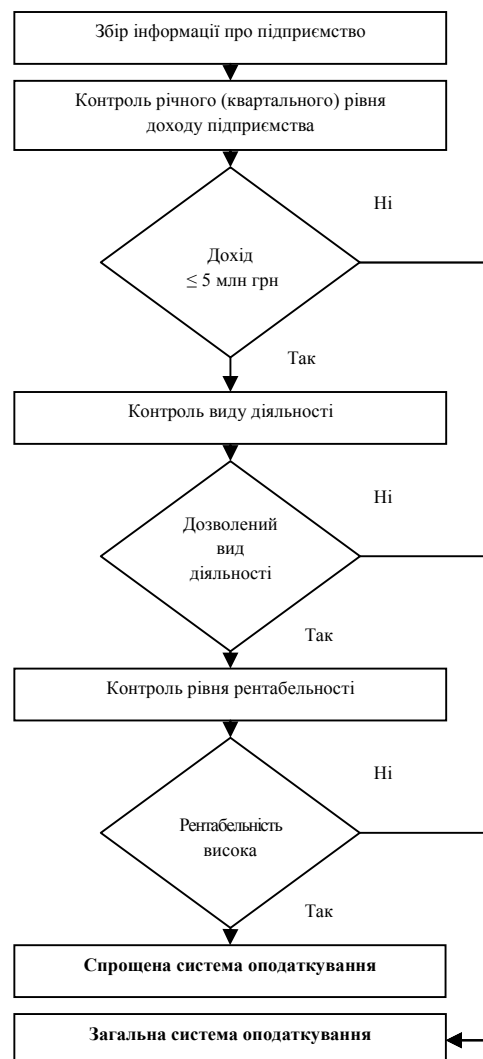 Збір інформації про підприємство
Контроль річного (квартального) рівня
доходу підприємства
Ні
Дохід
≤ 5 млн грн
Так
Контроль виду діяльності
Ні
Дозволений
вид
діяльності
Так
Контроль рівня рентабельності
Ні
Рентабельність
висока
Так
Спрощена система оподаткування
Загальна система оподаткування